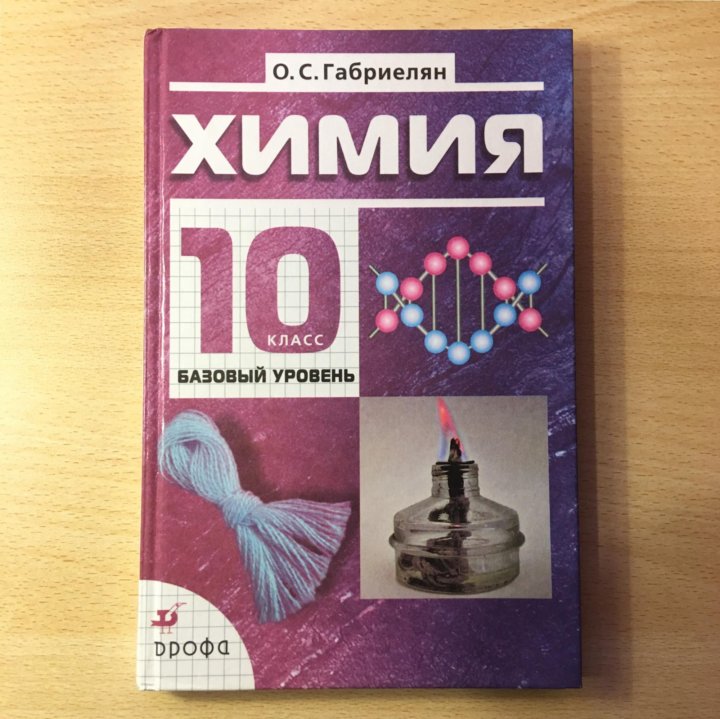 О. С. Габриелян
ХИМИЯ
10
КЛАСС
БАЗОВЫЙ УРОВЕНЬ
дрофа